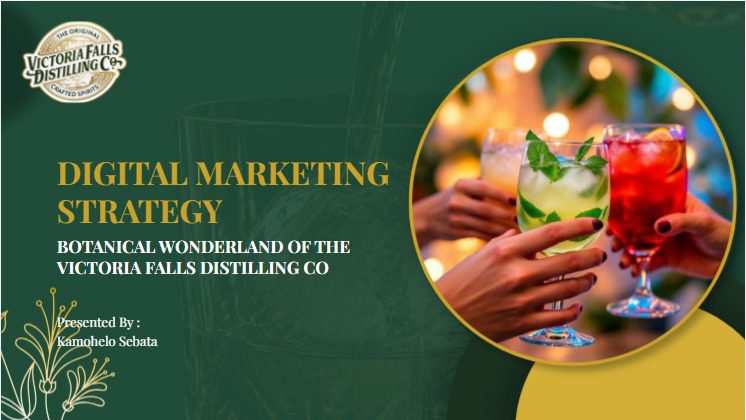 THE ORIGINAL
VICTORIA FALLS
DISTILLING Co
CRAFTED SPIRITS
DIGITAL MARKETING
STRATEGY
BOTANICAL WONDERLAND OF THE
VICTORIA FALLS DISTILLING CO
Presented By :
Kamohelo Sebata